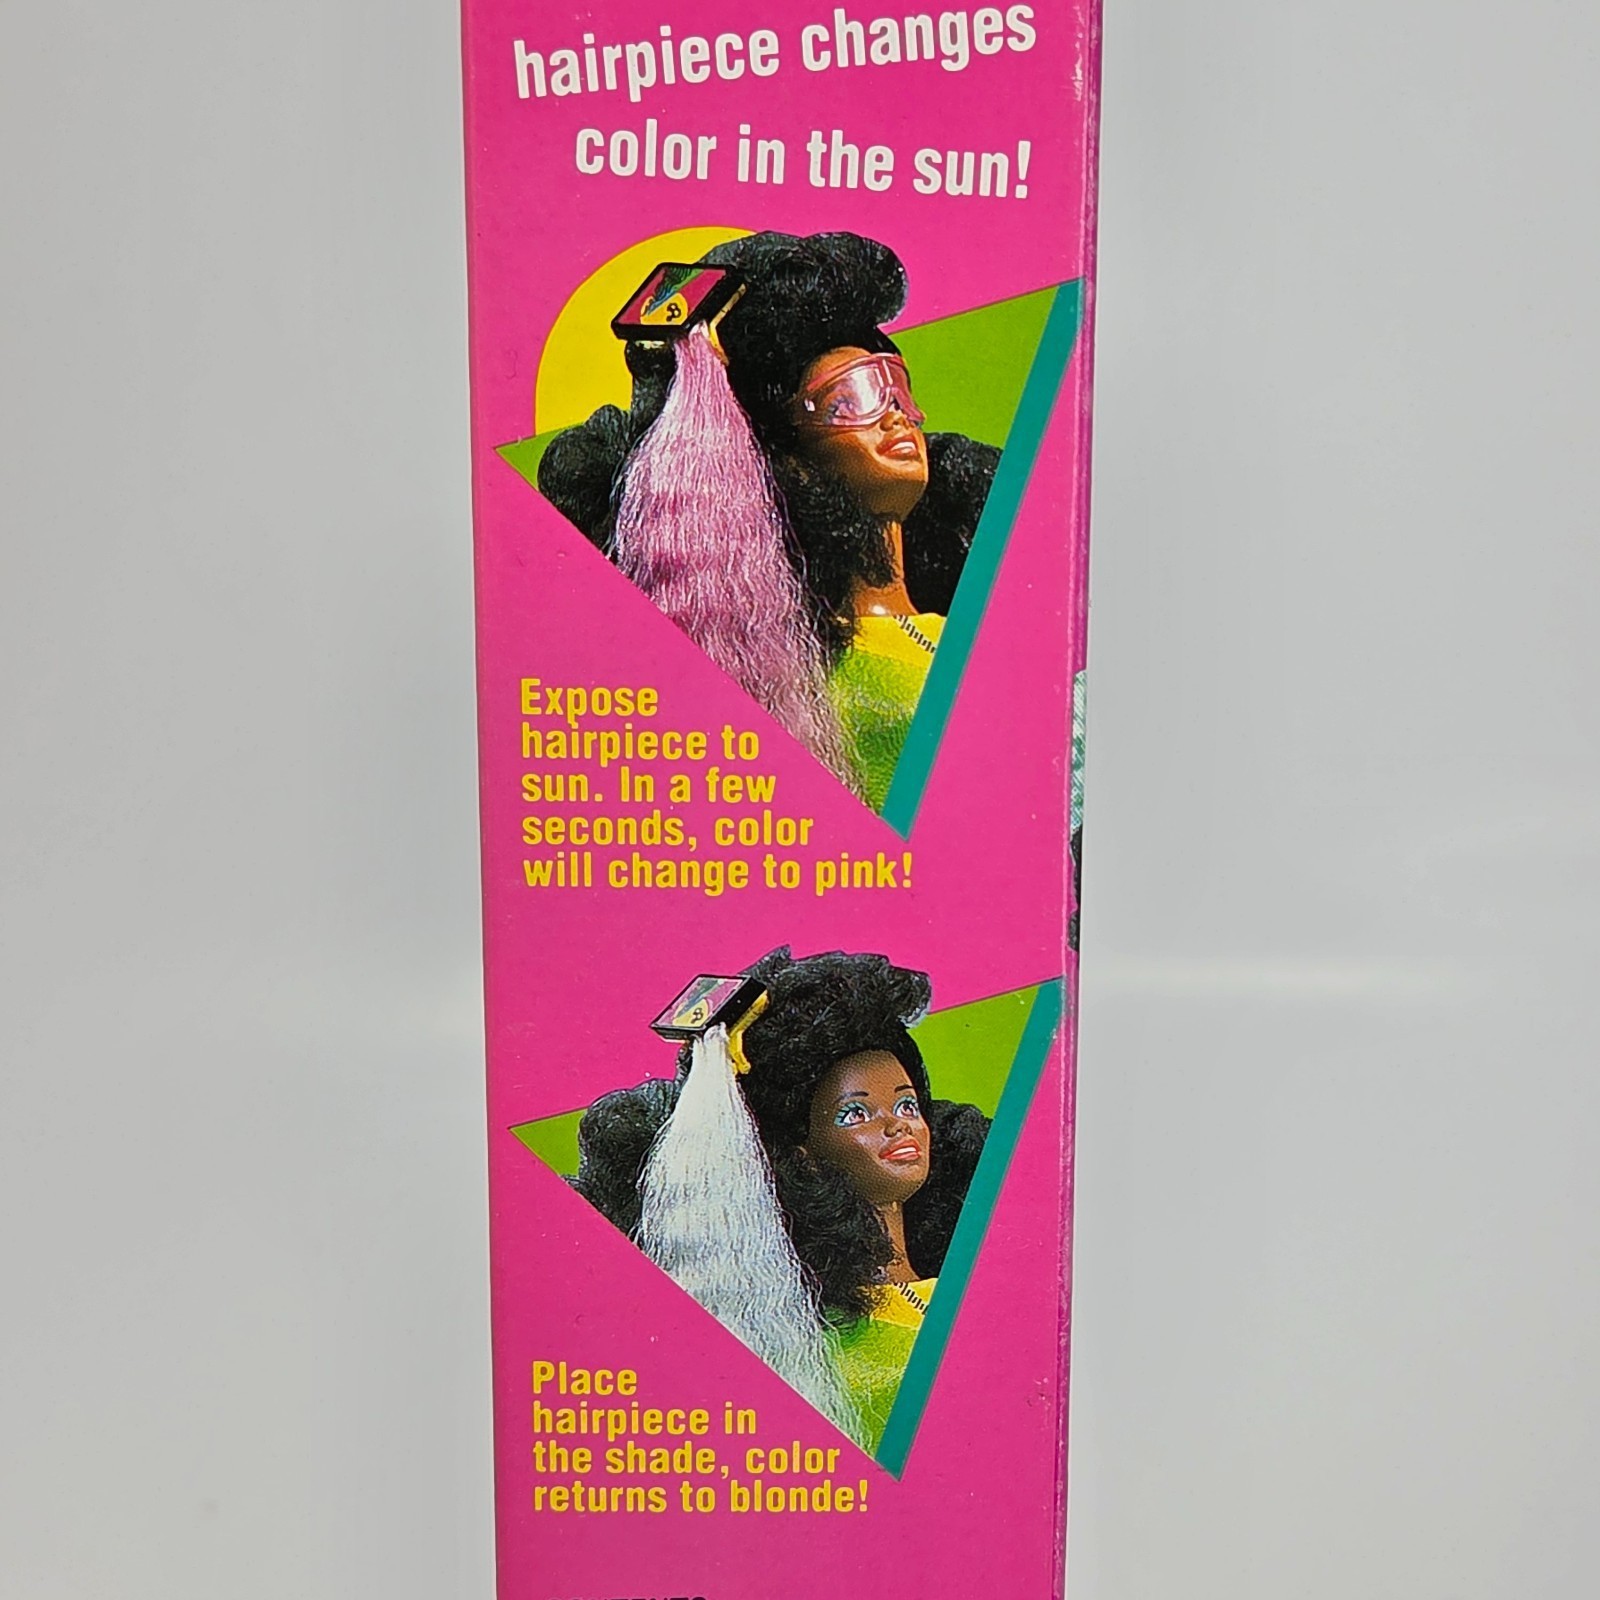 hairpiece changes
color in the sun!
B
Expose
hairpiece to
sun. In a few
seconds, color
will change to pink!
B
Place
hairpiece in
the shade, color
returns to blonde!